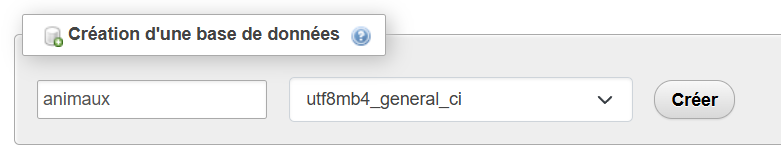 Création d'une base de données
animaux utf8mb4_general_ci Créer